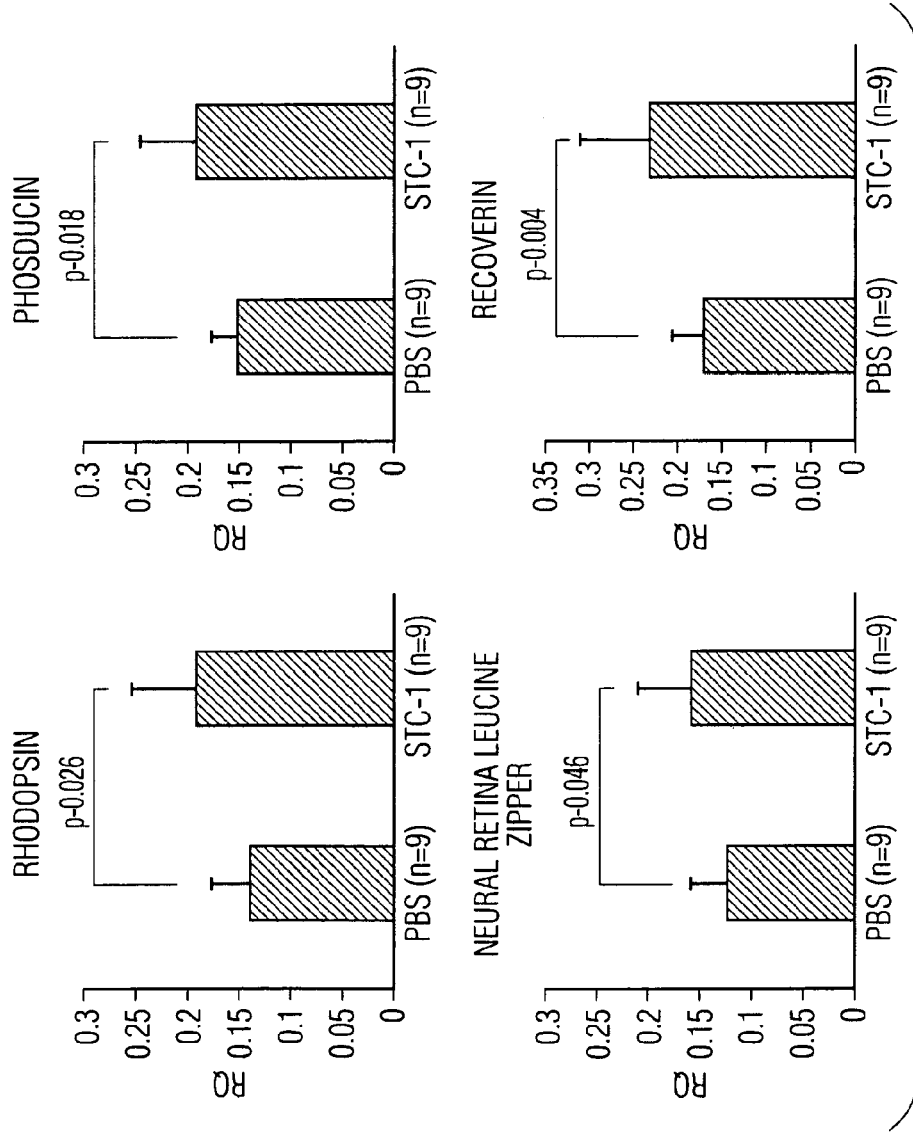 RHODOPSIN
p-0.026
0.3
0.25
0.2
0.15
0.1
0.05
0
RQ
PBS (n=9) STC-1 (n=9)
PHOSDUCIN
p-0.018
0.3
0.25
0.2
0.15
0.1
0.05
0
RQ
PBS (n=9) STC-1 (n=9)
NEURAL RETINA LEUCINE
ZIPPER
p-0.046
0.3
0.25
0.2
0.15
0.1
0.05
0
RQ
PBS (n=9) STC-1 (n=9)
RECOVERIN
p-0.004
0.35
0.3
0.25
0.2
0.15
0.1
0.05
0
RQ
PBS (n=9) STC-1 (n=9)